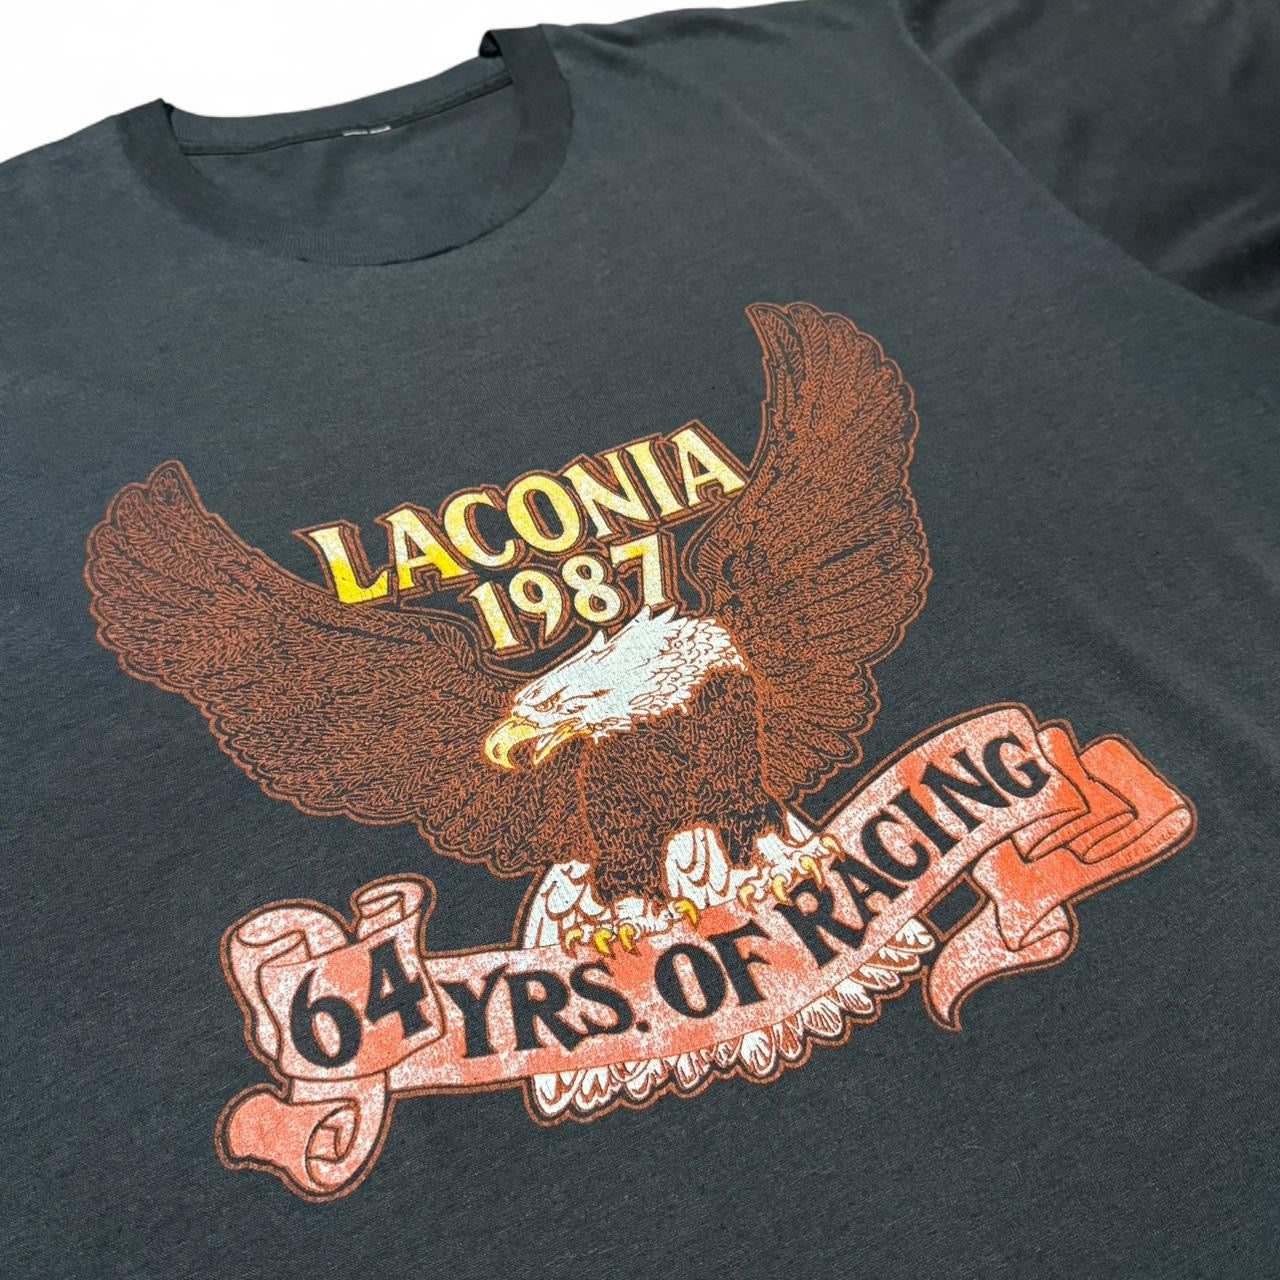 LACONIA
1987
64 YRS. OF RACING